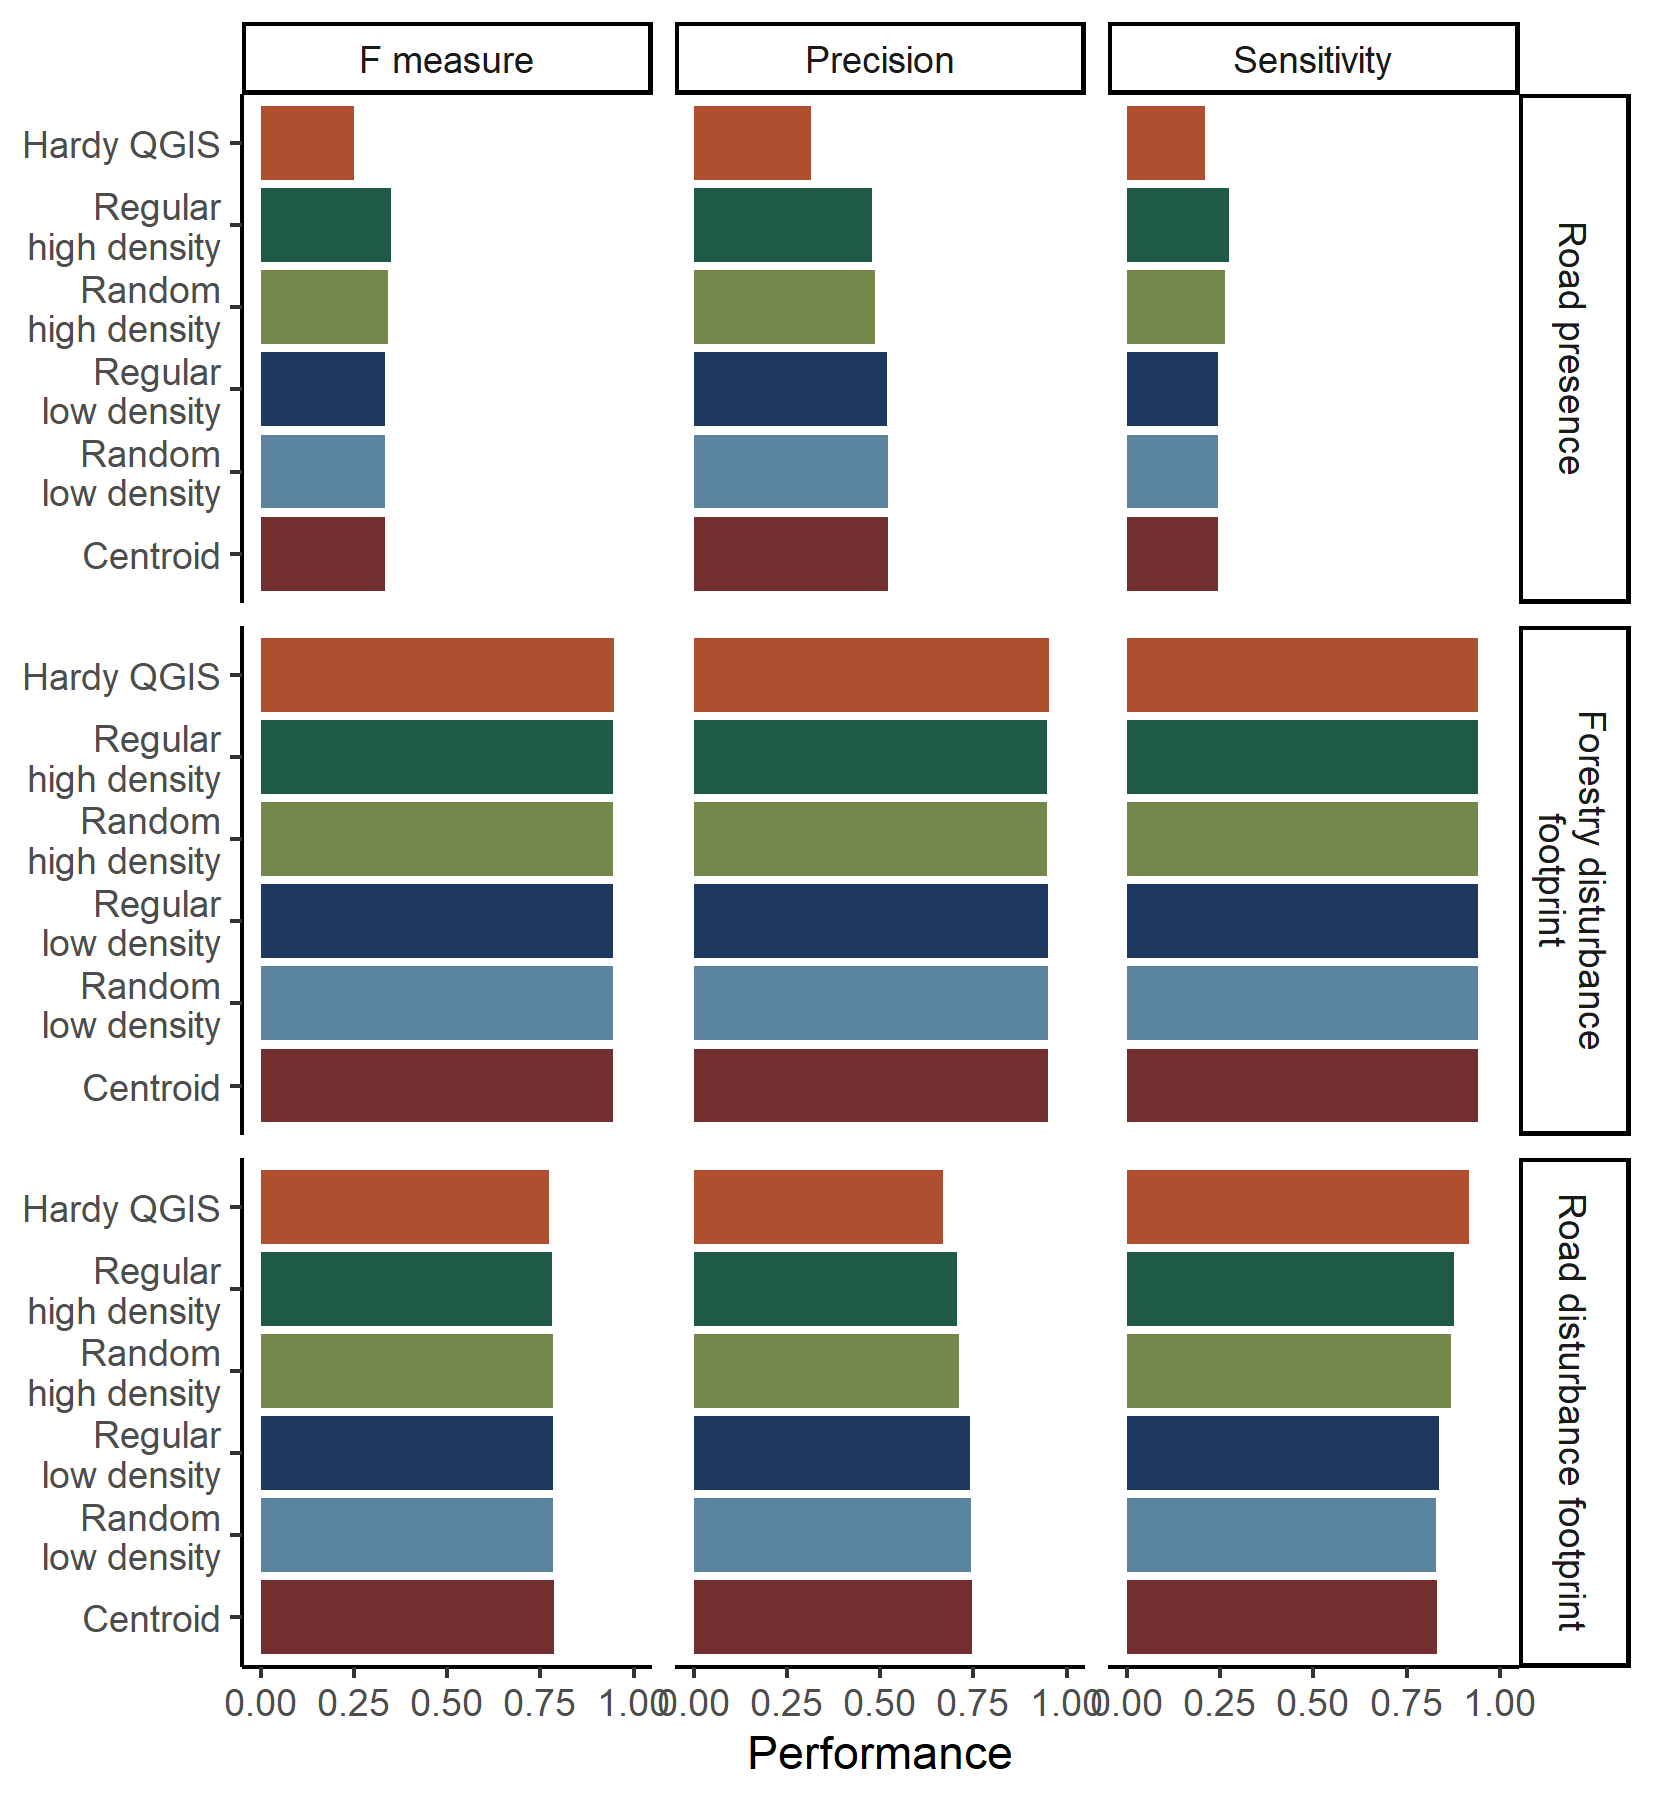 F measure
Precision
Sensitivity
Hardy QGIS
Regular
high density
Random
high density
Regular
low density
Random
low density
Centroid
Road presence
Hardy QGIS
Regular
high density
Random
high density
Regular
low density
Random
low density
Centroid
Forestry disturbance
footprint
Hardy QGIS
Regular
high density
Random
high density
Regular
low density
Random
low density
Centroid
Road disturbance footprint
0.00 0.25 0.50 0.75 1.00
0.00 0.25 0.50 0.75 1.00
0.00 0.25 0.50 0.75 1.00
Performance